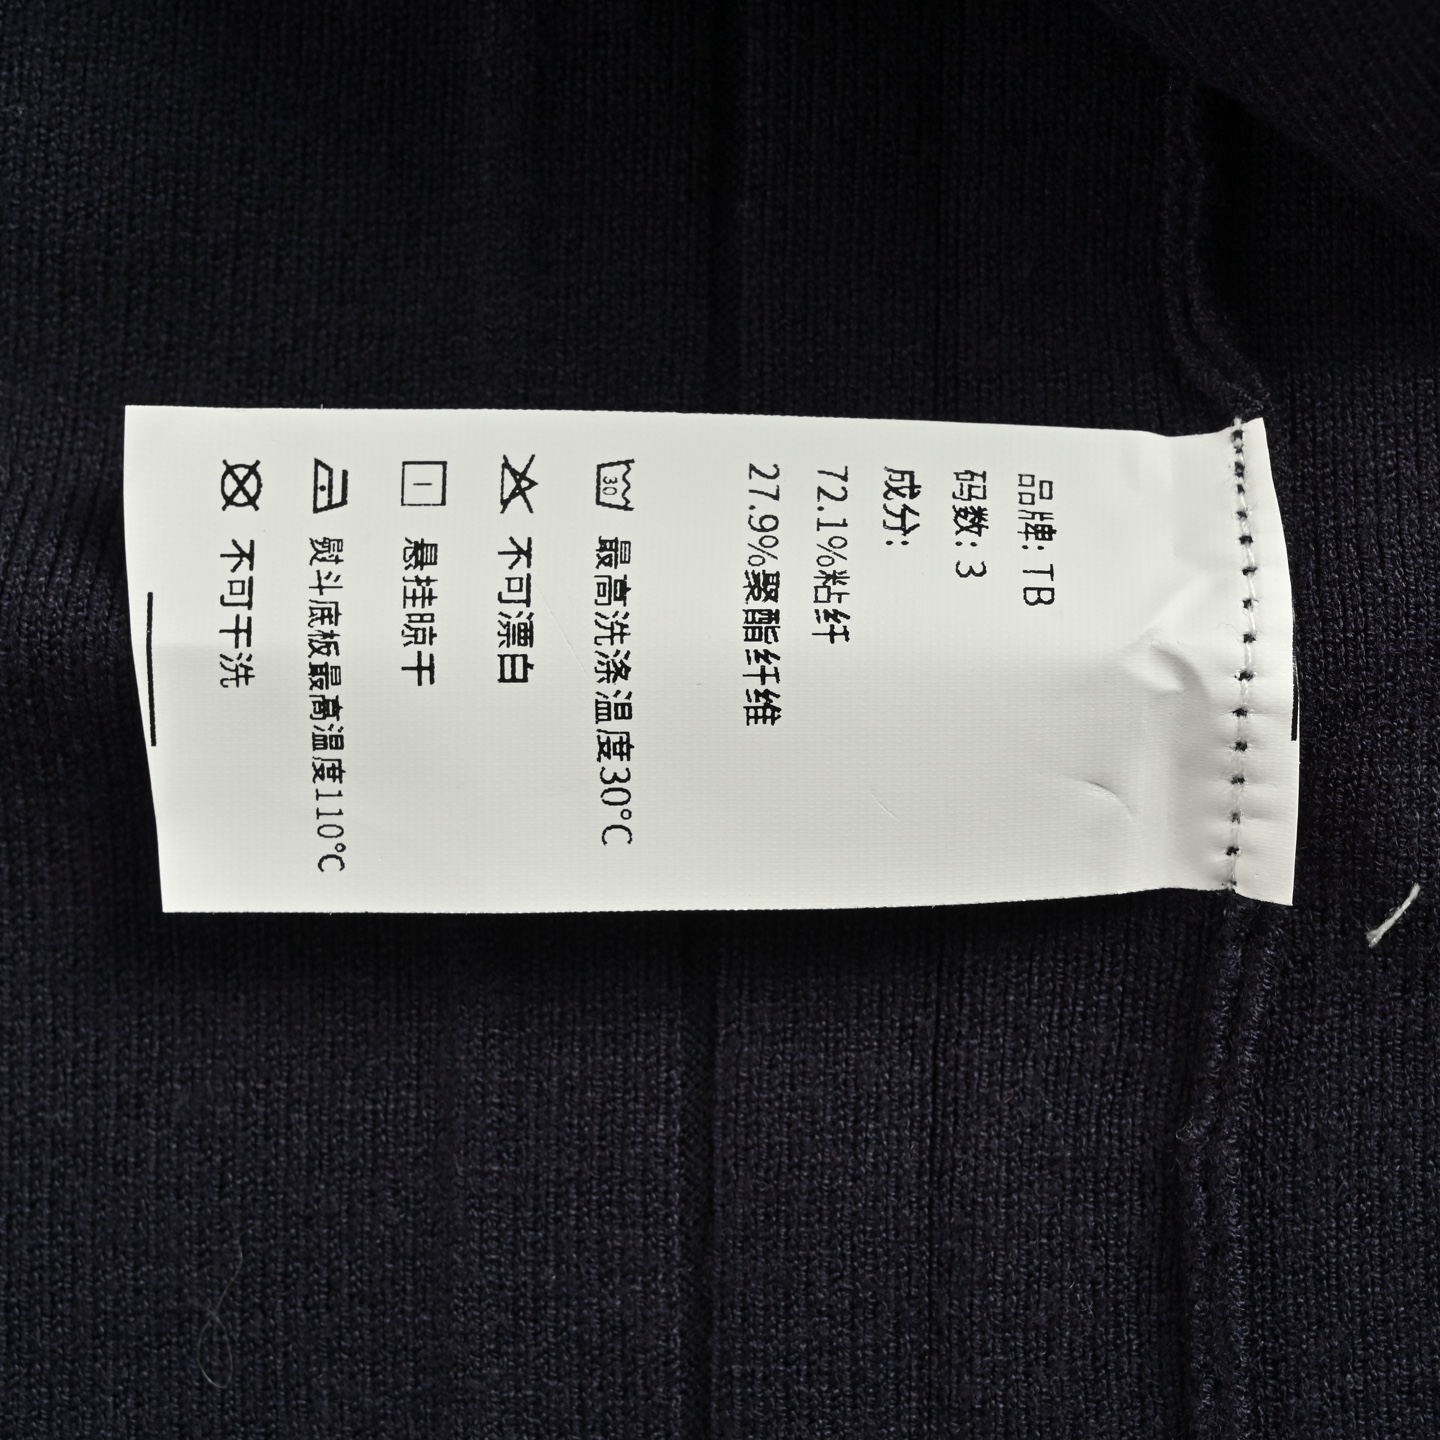 品牌: TB
码数: 3
成分:
72.1%粘纤
27.9%聚酯纤维
30 最高洗涤温度30°C
不可漂白
悬挂晾干
熨斗底板最高温度110°C
不可干洗